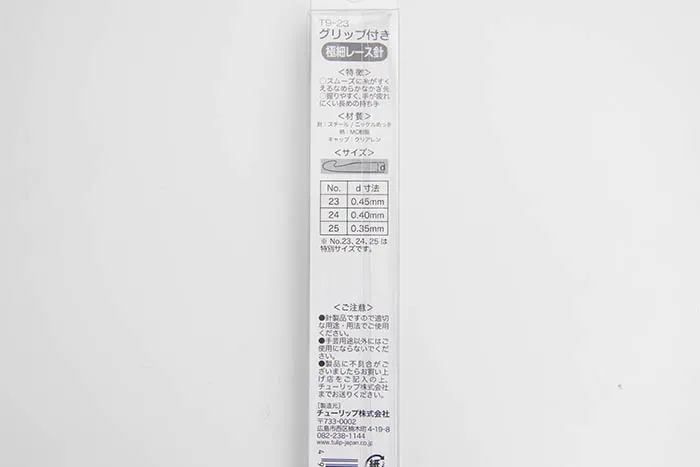 T9-23
グリップ付き
極細レース針
<特徴>
○スムーズに糸がすく
えるなめらかなかぎ先
○握りやすく、手が疲れ
にくい長めの持ち手
<材質>
針:スチール/ニッケルめっき
柄:MC樹脂
キャップ:クリアレン
<サイズ>
d
No. d寸法
23 0.45mm
24 0.40mm
25 0.35mm
※ No.23, 24, 25 は
特別サイズです。
<ご注意>
●針製品ですので適切
な用途・用法でご使用
ください。
●手芸用途以外にはご
使用にならないでくだ
さい。
●製品に不具合がご
ざいましたらお買い上
げ店をご記入の上、
チューリップ株式会社
までお送りください。
[製造元]
チューリップ株式会社
〒733-0002
広島市西区楠木町4-19-8
082-238-1144
www.tulip-japan.co.jp
4 9
紙